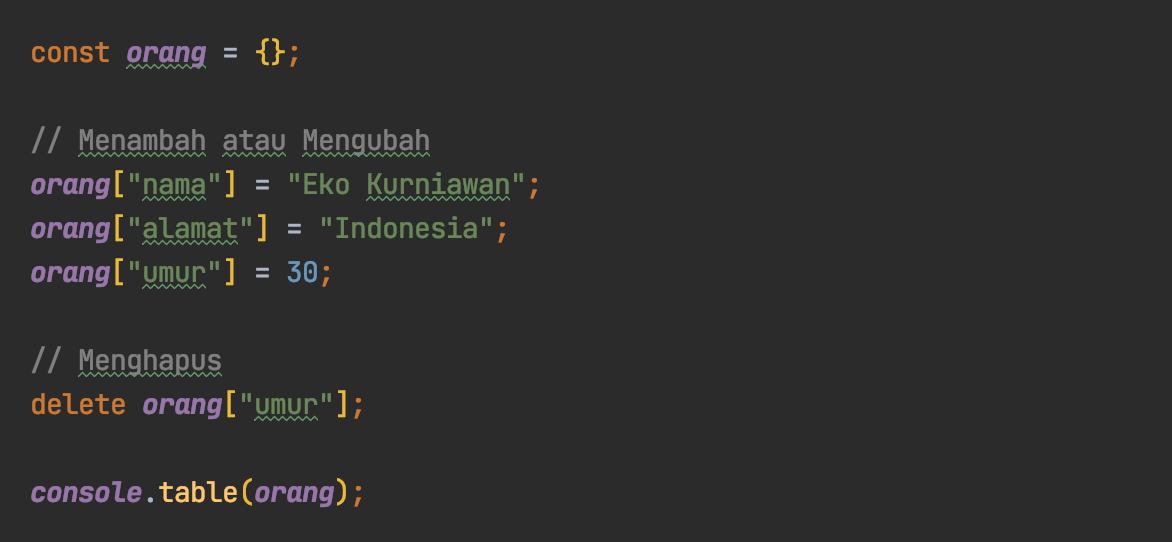 const orang = {};
// Menambah atau Mengubah
orang["nama"] = "Eko Kurniawan";
orang["alamat"] = "Indonesia";
orang["umur"] = 30;
// Menghapus
delete orang["umur"];
console.table(orang);